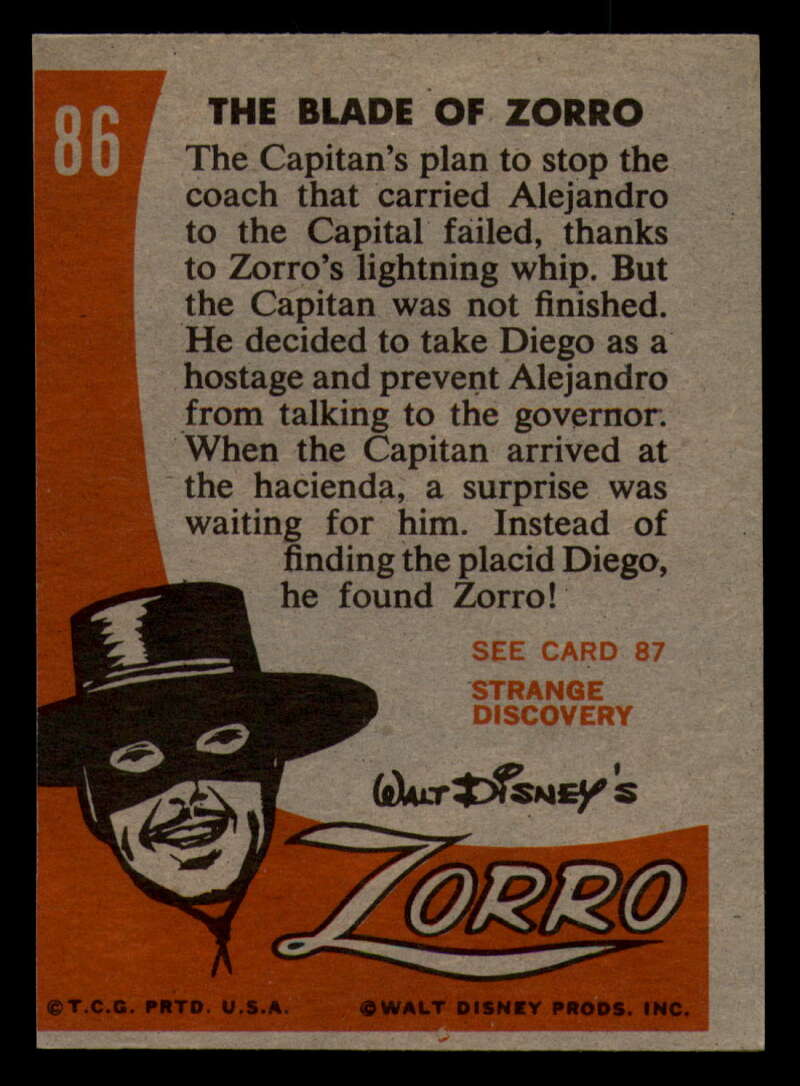 86
THE BLADE OF ZORRO
The Capitan's plan to stop the
coach that carried Alejandro
to the Capital failed, thanks
to Zorro's lightning whip. But
the Capitan was not finished.
He decided to take Diego as a
hostage and prevent Alejandro
from talking to the governor.
When the Capitan arrived at
the hacienda, a surprise was
waiting for him. Instead of
finding the placid Diego,
he found Zorro!
SEE CARD 87
STRANGE
DISCOVERY
WALT DISNEY'S
ZORRO
©T.C.G. PRTD. U.S.A. ©WALT DISNEY PRODS. INC.